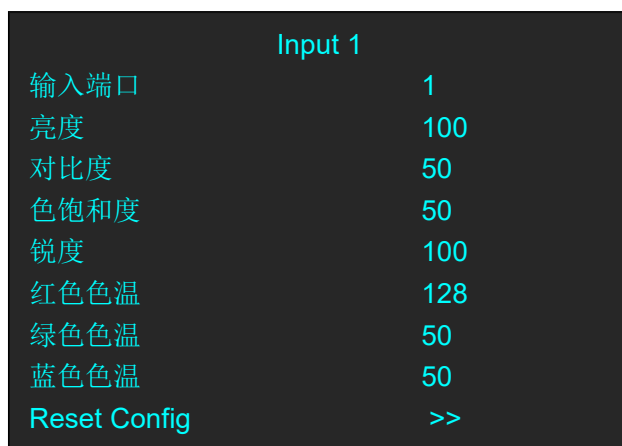 Input 1
输入端口 1
亮度 100
对比度 50
色饱和度 50
锐度 100
红色色温 128
绿色色温 50
蓝色色温 50
Reset Config >>